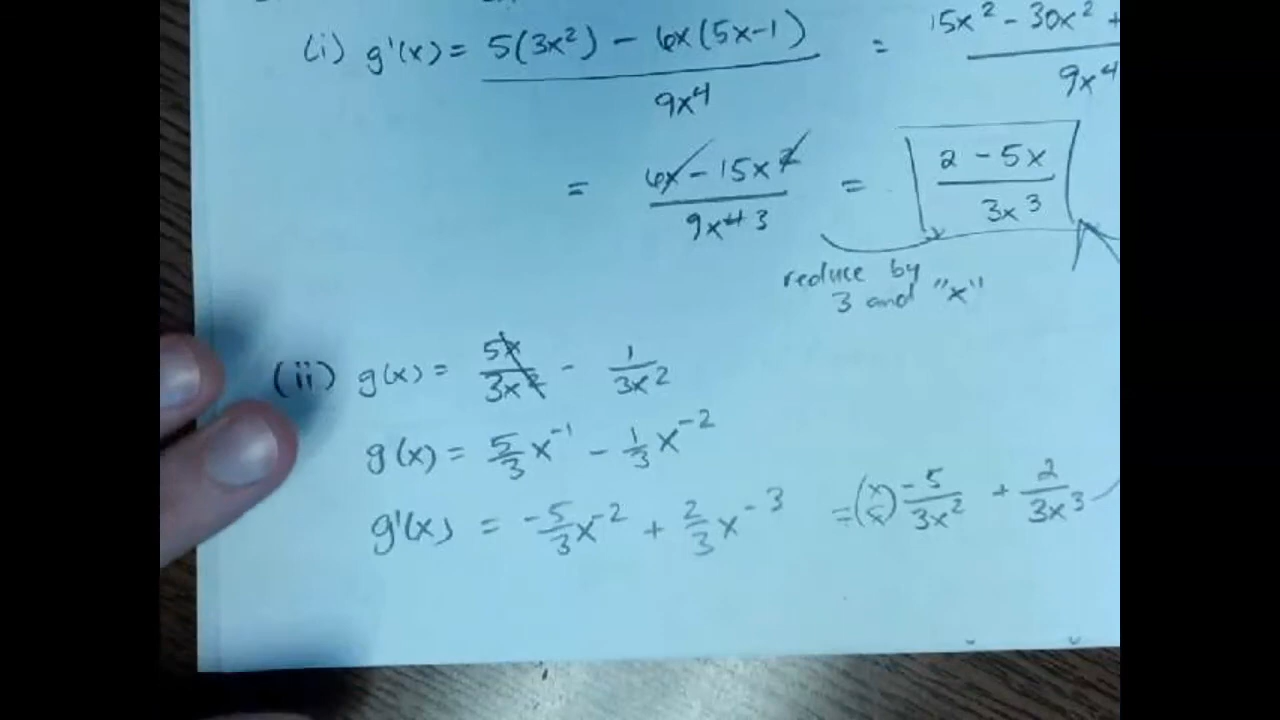 (i) g'(x) = 5(3x²) - 6x(5x-1) / 9x⁴ = 15x² - 30x² + / 9x⁴
= 6x - 15x² / 9x⁴ 3 = 2 - 5x / 3x³
reduce by
3 and "x"
(ii) g(x) = 5x / 3x² - 1 / 3x²
g(x) = 5/3 x⁻¹ - 1/3 x⁻²
g'(x) = -5/3 x⁻² + 2/3 x⁻³ = (x/x) -5 / 3x² + 2 / 3x³